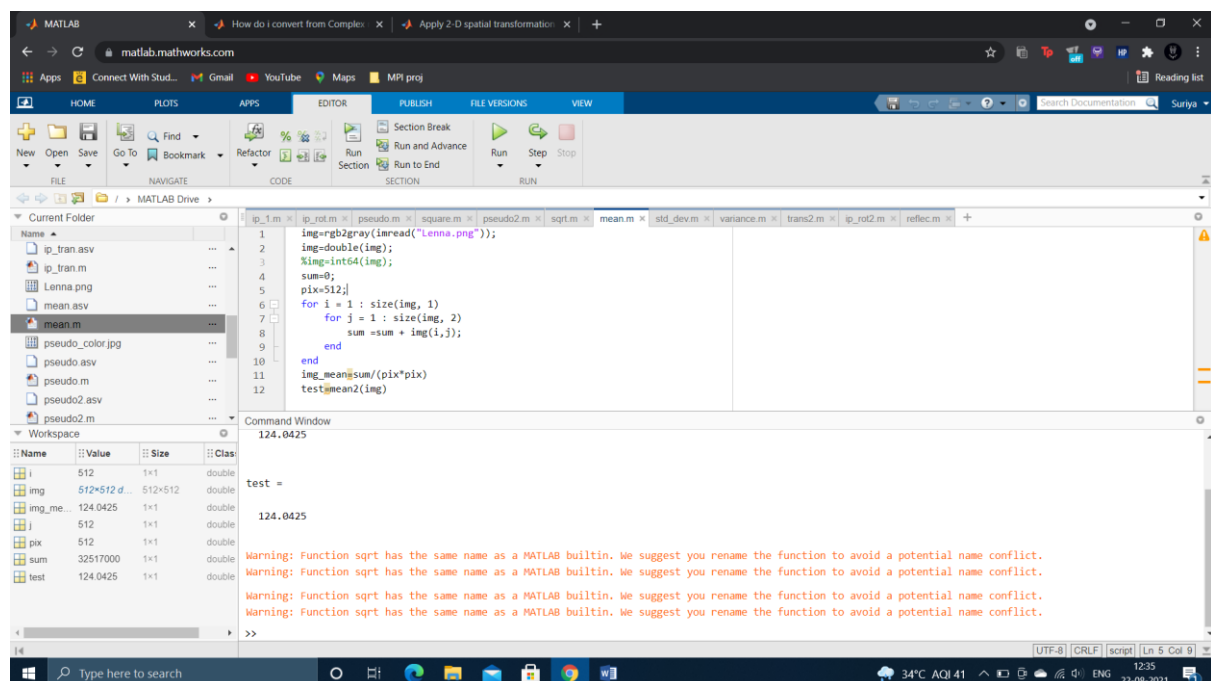 MATLAB
How do i convert from Complex
Apply 2-D spatial transformation
matlab.mathworks.com
Apps
Connect With Stud...
Gmail
YouTube
Maps
MPI proj
Reading list
HOME
PLOTS
APPS
EDITOR
PUBLISH
FILE VERSIONS
VIEW
Search Documentation
Suriya
New
Open
Save
Go To
Find
Bookmark
Refactor
Run Section
Section Break
Run and Advance
Run to End
Run
Step
Stop
FILE
NAVIGATE
CODE
SECTION
RUN
/ › MATLAB Drive ›
Current Folder
Name
ip_tran.asv
ip_tran.m
Lenna.png
mean.asv
mean.m
pseudo_color.jpg
pseudo.asv
pseudo.m
pseudo2.asv
pseudo2.m
Workspace
Name Value Size Clas
i 512 1×1 double
img 512×512 d... 512×512 double
img_me... 124.0425 1×1 double
j 512 1×1 double
pix 512 1×1 double
sum 32517000 1×1 double
test 124.0425 1×1 double
ip_1.m ip_rot.m pseudo.m square.m pseudo2.m sqrt.m mean.m std_dev.m variance.m trans2.m ip_rot2.m reflec.m
1 img=rgb2gray(imread("Lenna.png"));
2 img=double(img);
3 %img=int64(img);
4 sum=0;
5 pix=512;
6 for i = 1 : size(img, 1)
7 for j = 1 : size(img, 2)
8 sum =sum + img(i,j);
9 end
10 end
11 img_mean=sum/(pix*pix)
12 test=mean2(img)
Command Window
124.0425
test =
124.0425
Warning: Function sqrt has the same name as a MATLAB builtin. We suggest you rename the function to avoid a potential name conflict.
Warning: Function sqrt has the same name as a MATLAB builtin. We suggest you rename the function to avoid a potential name conflict.
Warning: Function sqrt has the same name as a MATLAB builtin. We suggest you rename the function to avoid a potential name conflict.
Warning: Function sqrt has the same name as a MATLAB builtin. We suggest you rename the function to avoid a potential name conflict.
>>
UTF-8 CRLF script Ln 5 Col 9
Type here to search
34°C AQI 41
ENG
12:35
22-08-2021